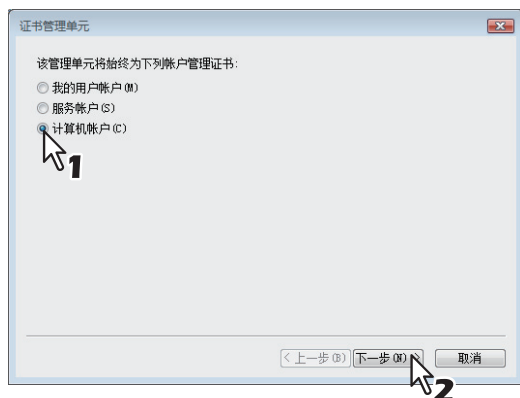 证书管理单元
该管理单元将始终为下列帐户管理证书:
我的用户帐户(M)
服务帐户(S)
计算机帐户(C)
1
<上一步(B) 下一步(N)> 取消
2